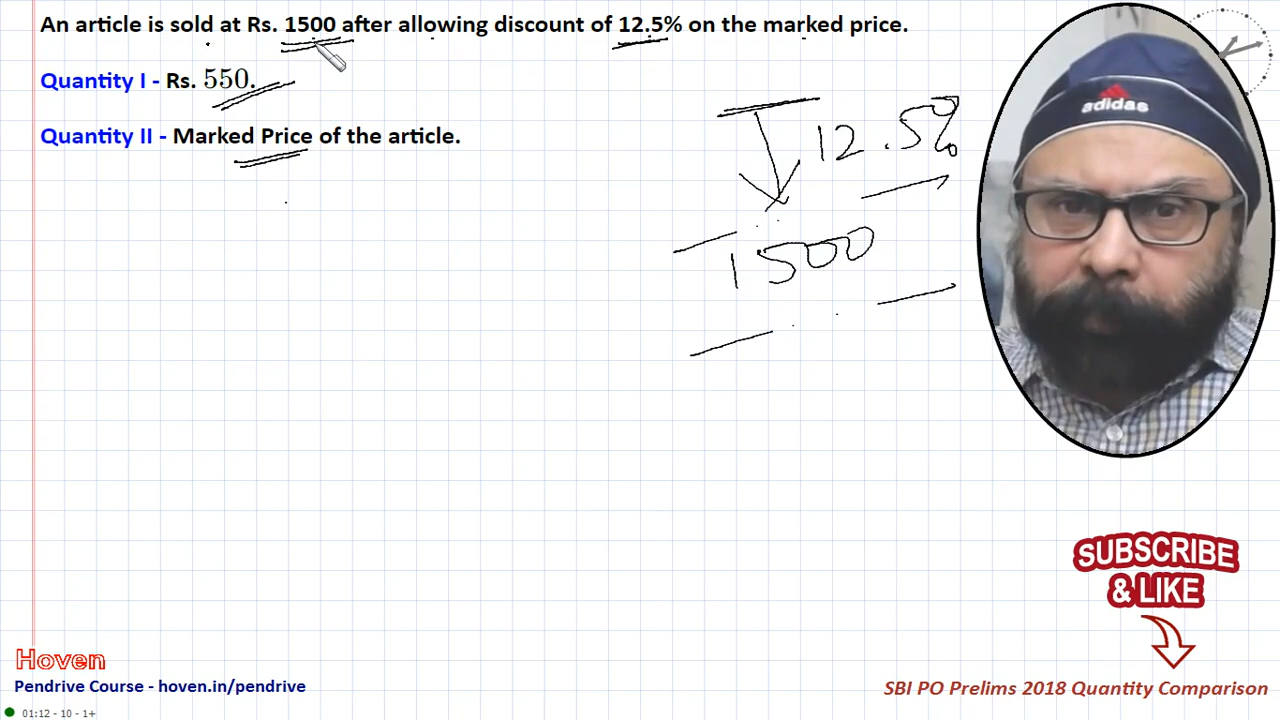 An article is sold at Rs. 1500 after allowing discount of 12.5% on the marked price.
Quantity I - Rs. 550.
Quantity II - Marked Price of the article.
12.5%
1500
adidas
SUBSCRIBE
& LIKE
Hoven
Pendrive Course - hoven.in/pendrive
SBI PO Prelims 2018 Quantity Comparison
01:12 - 10 - 1+